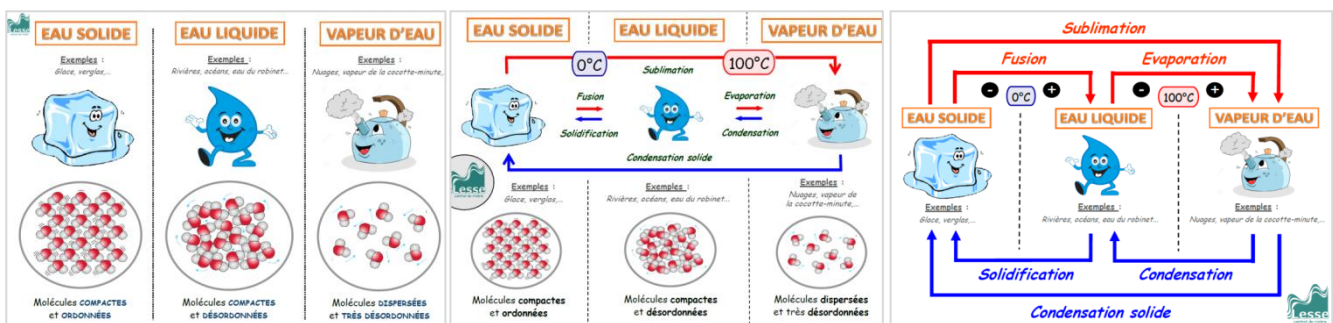 Lesse
EAU SOLIDE
EAU LIQUIDE
VAPEUR D'EAU
Exemples :
Glace, verglas,...
Exemples :
Rivières, océans, eau du robinet...
Exemples :
Nuages, vapeur de la cocotte-minute,...
Molécules COMPACTES
et ORDONNÉES
Molécules COMPACTES
et DÉSORDONNÉES
Molécules DISPERSÉES
et TRÈS DÉSORDONNÉES
EAU SOLIDE
EAU LIQUIDE
VAPEUR D'EAU
0°C
Sublimation
100°C
Fusion
Evaporation
Solidification
Condensation
Condensation solide
Lesse
Exemples :
Glace, verglas,...
Exemples :
Rivières, océans, eau du robinet...
Exemples :
Nuages, vapeur de
la cocotte-minute,...
Molécules compactes
et ordonnées
Molécules compactes
et désordonnées
Molécules dispersées
et très désordonnées
Sublimation
Fusion
Evaporation
- 0°C +
- 100°C +
EAU SOLIDE
EAU LIQUIDE
VAPEUR D'EAU
Exemples :
Glace, verglas,...
Exemples :
Rivières, océans, eau du robinet...
Exemples :
Nuages, vapeur de la cocotte-minute,...
Solidification
Condensation
Condensation solide
Lesse